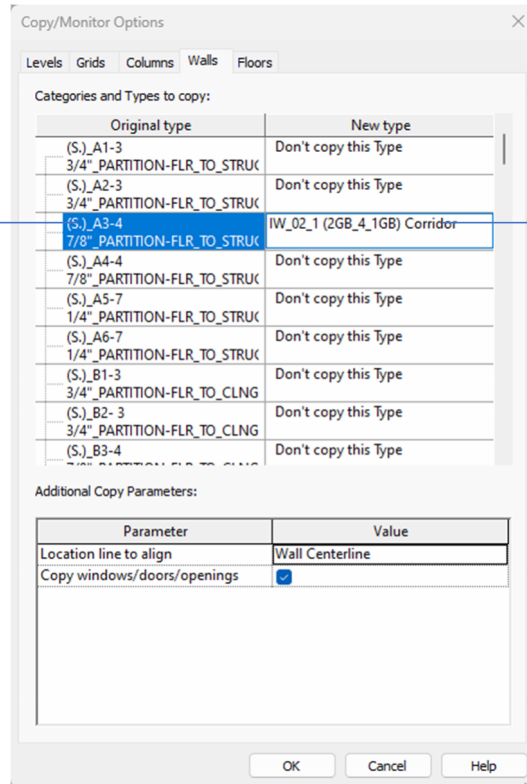 Copy/Monitor Options
Levels Grids Columns Walls Floors
Categories and Types to copy:
Original type New type
(S.)_A1-3 Don't copy this Type
3/4"_PARTITION-FLR_TO_STRU(
(S.)_A2-3 Don't copy this Type
3/4"_PARTITION-FLR_TO_STRU(
(S.)_A3-4 IW_02_1 (2GB_4_1GB) Corridor
7/8"_PARTITION-FLR_TO_STRU(
(S.)_A4-4 Don't copy this Type
7/8"_PARTITION-FLR_TO_STRU(
(S.)_A5-7 Don't copy this Type
1/4"_PARTITION-FLR_TO_STRU(
(S.)_A6-7 Don't copy this Type
1/4"_PARTITION-FLR_TO_STRU(
(S.)_B1-3 Don't copy this Type
3/4"_PARTITION-FLR_TO_CLNG
(S.)_B2- 3 Don't copy this Type
3/4"_PARTITION-FLR_TO_CLNG
(S.)_B3-4 Don't copy this Type
Additional Copy Parameters:
Parameter Value
Location line to align Wall Centerline
Copy windows/doors/openings
OK Cancel Help